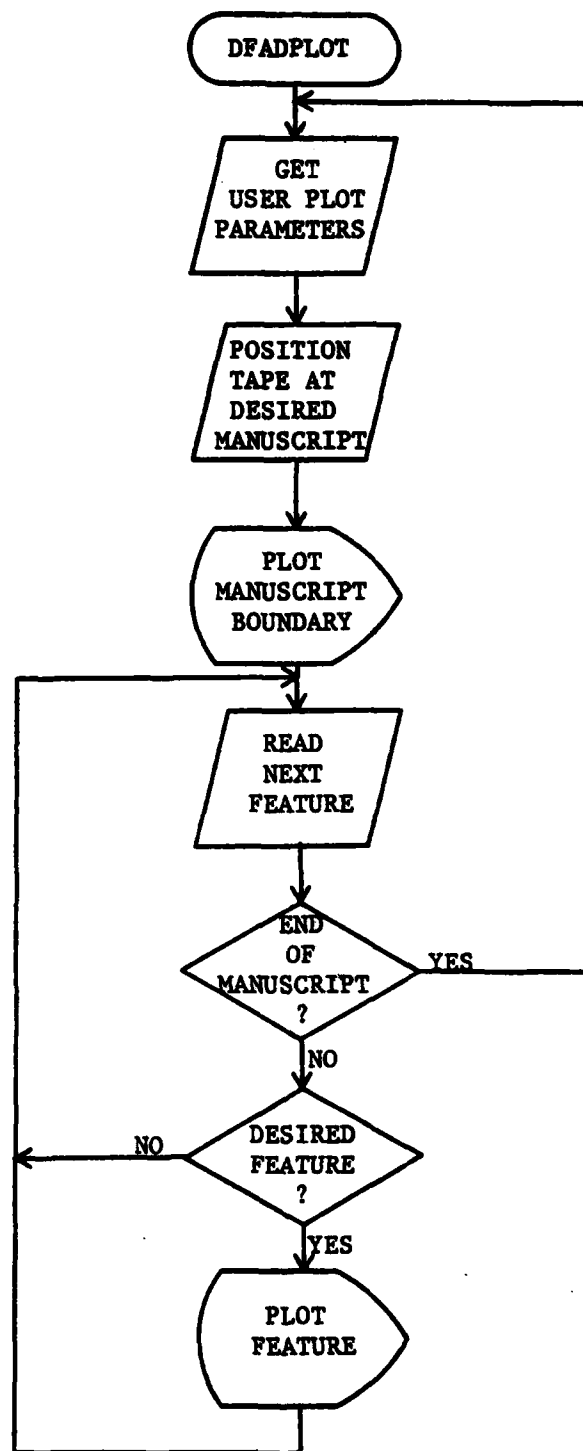 DFADPLOT
GET
USER PLOT
PARAMETERS
POSITION
TAPE AT
DESIRED
MANUSCRIPT
PLOT
MANUSCRIPT
BOUNDARY
READ
NEXT
FEATURE
END
OF
MANUSCRIPT
?
YES
NO
DESIRED
FEATURE
?
NO
YES
PLOT
FEATURE